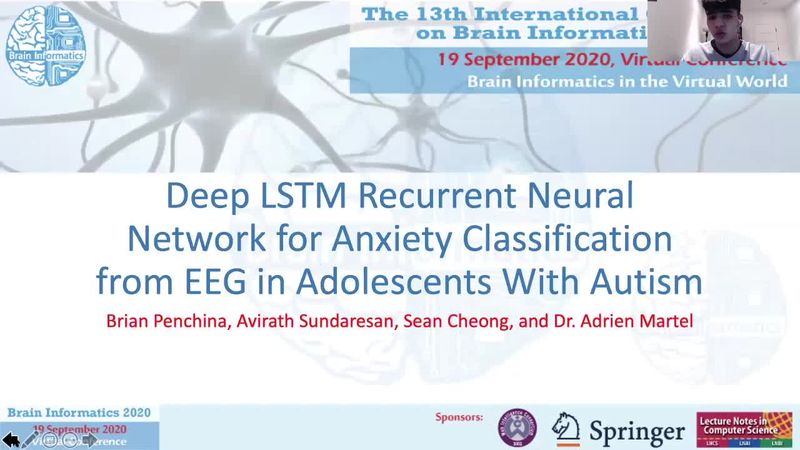 Brain Informatics
The 13th International
on Brain Informati
19 September 2020, Virtual Conference
Brain Informatics in the Virtual World
Deep LSTM Recurrent Neural
Network for Anxiety Classification
from EEG in Adolescents With Autism
Brian Penchina, Avirath Sundaresan, Sean Cheong, and Dr. Adrien Martel
Brain Informatics 2020
19 September 2020
Virtual Conference
Sponsors:
Springer
Lecture Notes in
Computer Science
LNCS LNAI LNBI